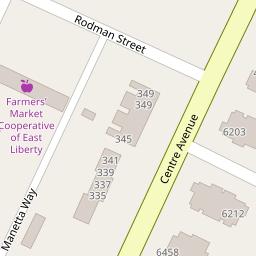 Rodman Street
349
349
Farmers'
Market
Cooperative
of East
Liberty
345
341
339
337
335
Centre Avenue
6203
6212
6458
Manetta Way